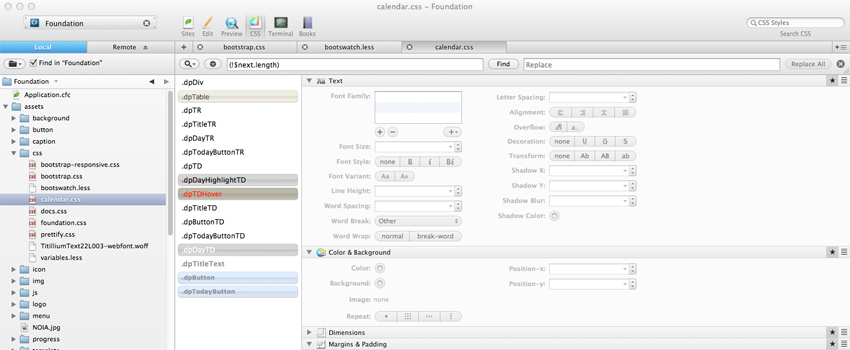 calendar.css – Foundation
Foundation
Sites
Edit
Preview
CSS
Terminal
Books
CSS Styles
Search CSS
Local
Remote
bootstrap.css
bootswatch.less
calendar.css
Find in "Foundation"
(!$next.length)
Find
Replace
Replace All
Foundation
Application.cfc
assets
background
button
caption
css
bootstrap-responsive.css
bootstrap.css
bootswatch.less
calendar.css
docs.css
foundation.css
prettify.css
TitilliumText22L003-webfont.woff
variables.less
icon
img
js
logo
menu
NOIA.jpg
progress
template
.dpDiv
.dpTable
.dpTR
.dpTitleTR
.dpDayTR
.dpTodayButtonTR
.dpTD
.dpDayHighlightTD
.dpTDHover
.dpTitleTD
.dpButtonTD
.dpTodayButtonTD
.dpDayTD
.dpTitleText
.dpButton
.dpTodayButton
Text
Font Family:
Font Size:
Font Style: none B I BI
Font Variant: Aa AA
Line Height:
Word Spacing:
Word Break: Other
Word Wrap: normal break-word
Letter Spacing:
Alignment:
Overflow:
Decoration: none U O S
Transform: none Ab AB ab
Shadow X:
Shadow Y:
Shadow Blur:
Shadow Color:
Color & Background
Color:
Background:
Image: none
Repeat:
Position-x:
Position-y:
Dimensions
Margins & Padding